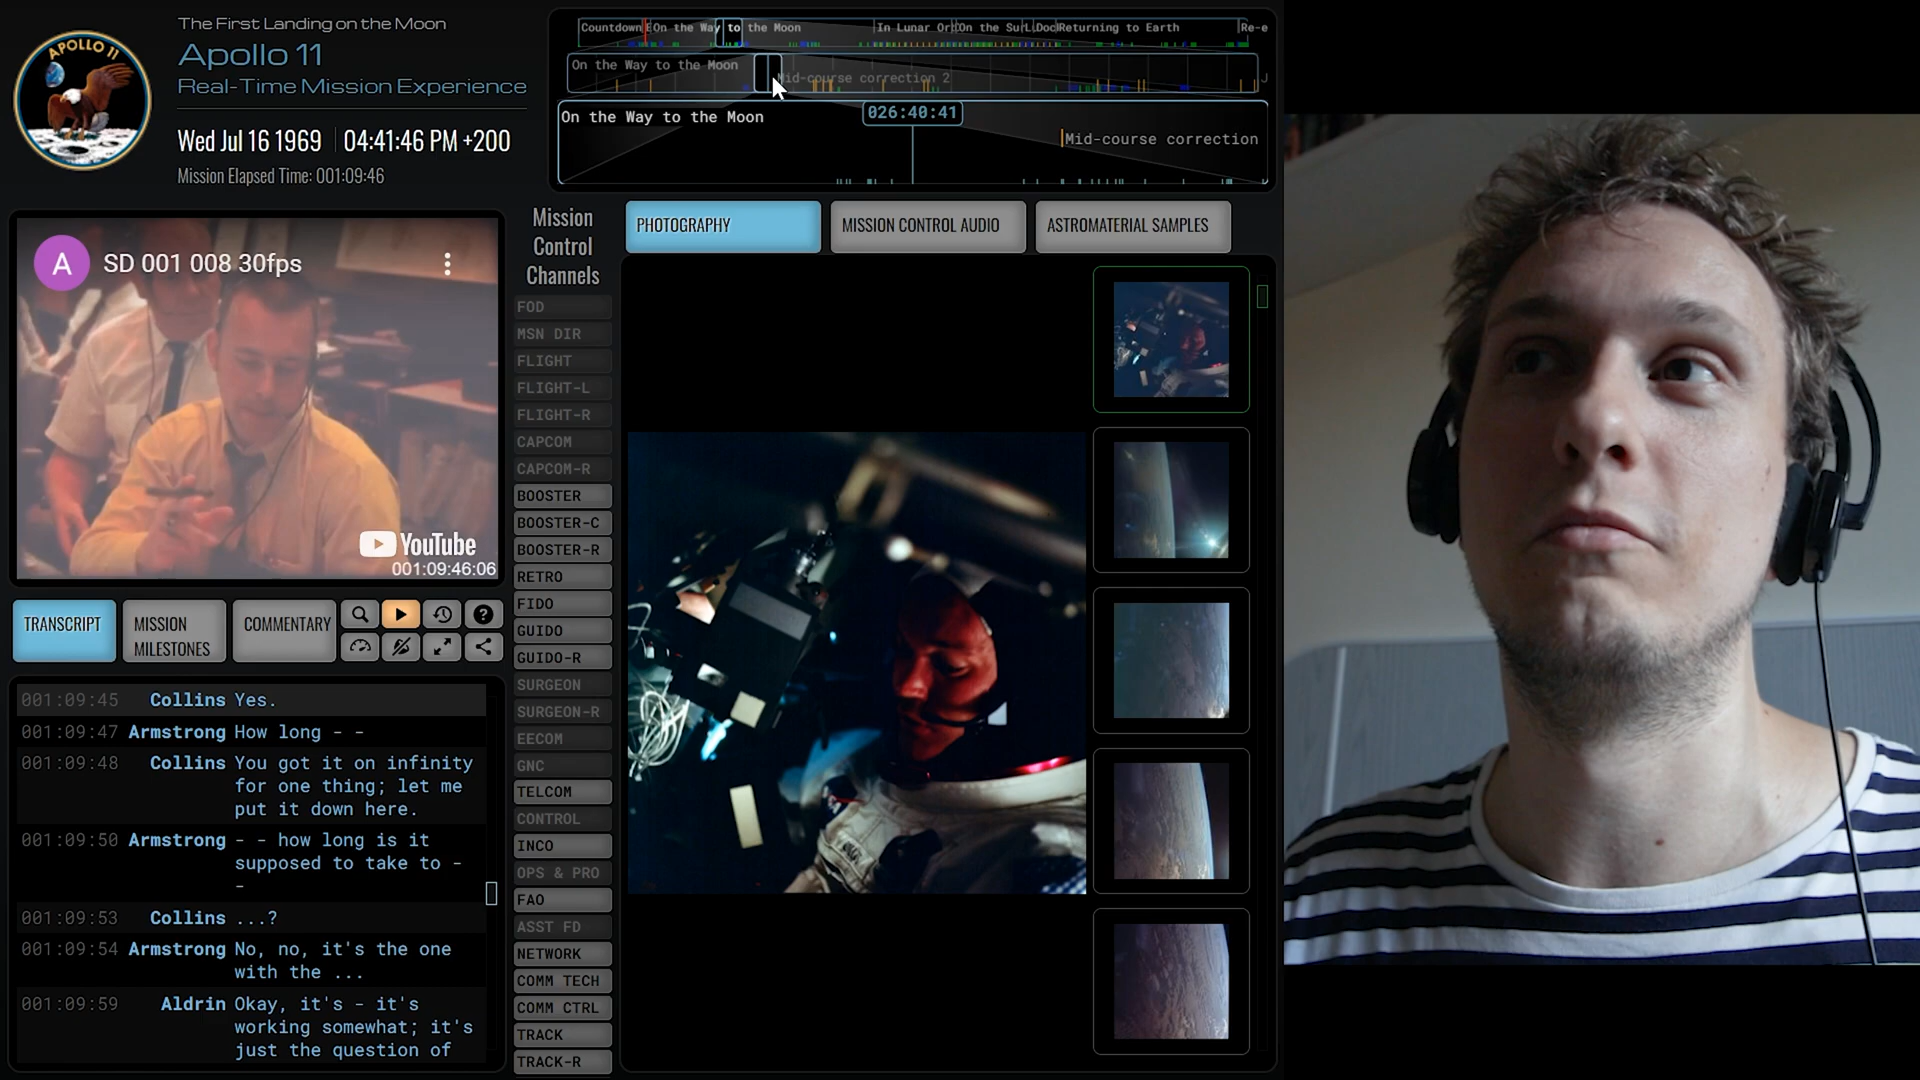 APOLLO 11
The First Landing on the Moon
Apollo 11
Real-Time Mission Experience
Wed Jul 16 1969
04:41:46 PM +200
Mission Elapsed Time: 001:09:46
Countdown
On the Way to the Moon
In Lunar Or
On the Sur
Doc
Returning to Earth
Re-e
On the Way to the Moon
Mid-course correction 2
J
On the Way to the Moon
026:40:41
Mid-course correction
A
SD 001 008 30fps
YouTube
001:09:46:06
TRANSCRIPT
MISSION
MILESTONES
COMMENTARY
?
001:09:45 Collins Yes.
001:09:47 Armstrong How long - -
001:09:48 Collins You got it on infinity
for one thing; let me
put it down here.
001:09:50 Armstrong - - how long is it
supposed to take to -
-
001:09:53 Collins ...?
001:09:54 Armstrong No, no, it's the one
with the ...
001:09:59 Aldrin Okay, it's - it's
working somewhat; it's
just the question of
Mission
Control
Channels
FOD
MSN DIR
FLIGHT
FLIGHT-L
FLIGHT-R
CAPCOM
CAPCOM-R
BOOSTER
BOOSTER-C
BOOSTER-R
RETRO
FIDO
GUIDO
GUIDO-R
SURGEON
SURGEON-R
EECOM
GNC
TELCOM
CONTROL
INCO
OPS & PRO
FAO
ASST FD
NETWORK
COMM TECH
COMM CTRL
TRACK
TRACK-R
PHOTOGRAPHY
MISSION CONTROL AUDIO
ASTROMATERIAL SAMPLES